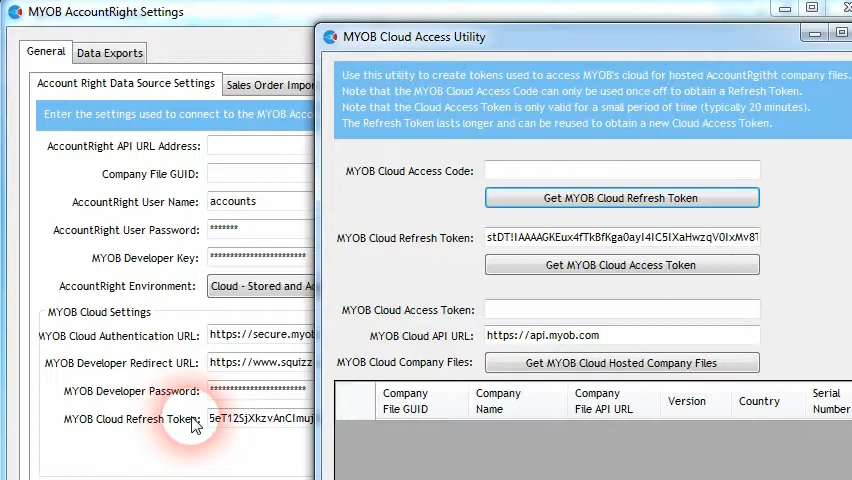 MYOB AccountRight Settings
General
Data Exports
Account Right Data Source Settings
Sales Order Impor
Enter the settings used to connect to the MYOB Acco
AccountRight API URL Address:
Company File GUID:
AccountRight User Name: accounts
AccountRight User Password: *******
MYOB Developer Key: ************************
AccountRight Environment: Cloud - Stored and Ac
MYOB Cloud Settings
MYOB Cloud Authentication URL: https://secure.myob
MYOB Developer Redirect URL: https://www.squizz
MYOB Developer Password: ************************
MYOB Cloud Refresh Token:
MYOB Cloud Access Utility
Use this utility to create tokens used to access MYOB's cloud for hosted AccountRgitht company files.
Note that the MYOB Cloud Access Code can only be used once off to obtain a Refresh Token.
Note that the Cloud Access Token is only valid for a small period of time (typically 20 minutes).
The Refresh Token lasts longer and can be reused to obtain a new Cloud Access Token.
MYOB Cloud Access Code:
Get MYOB Cloud Refresh Token
MYOB Cloud Refresh Token:
Get MYOB Cloud Access Token
MYOB Cloud Access Token:
MYOB Cloud API URL: https://api.myob.com
MYOB Cloud Company Files: Get MYOB Cloud Hosted Company Files
Company File GUID
Company Name
Company File API URL
Version
Country
Serial Number